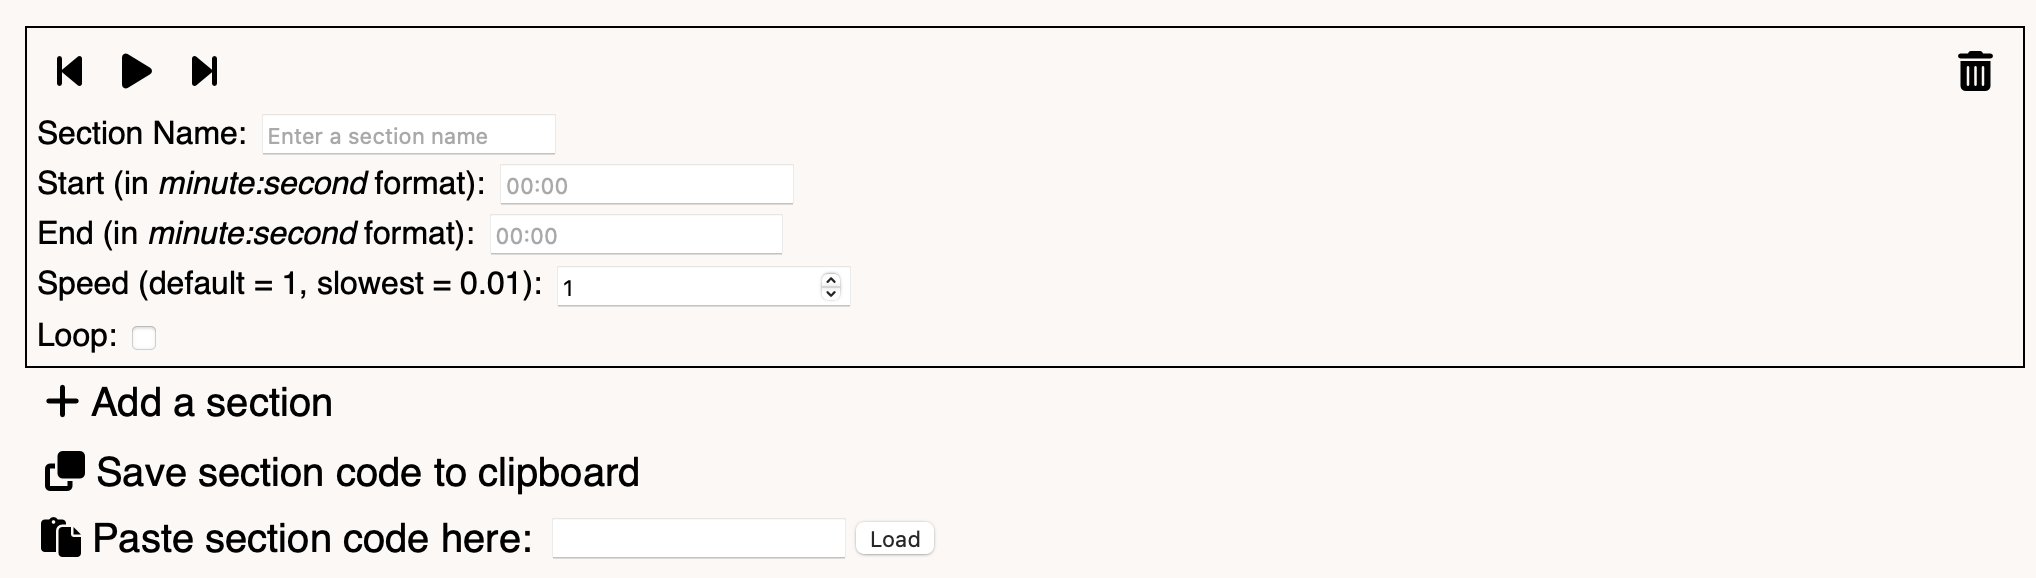 Section Name: Enter a section name
Start (in minute:second format): 00:00
End (in minute:second format): 00:00
Speed (default = 1, slowest = 0.01): 1
Loop:
Add a section
Save section code to clipboard
Paste section code here: Load